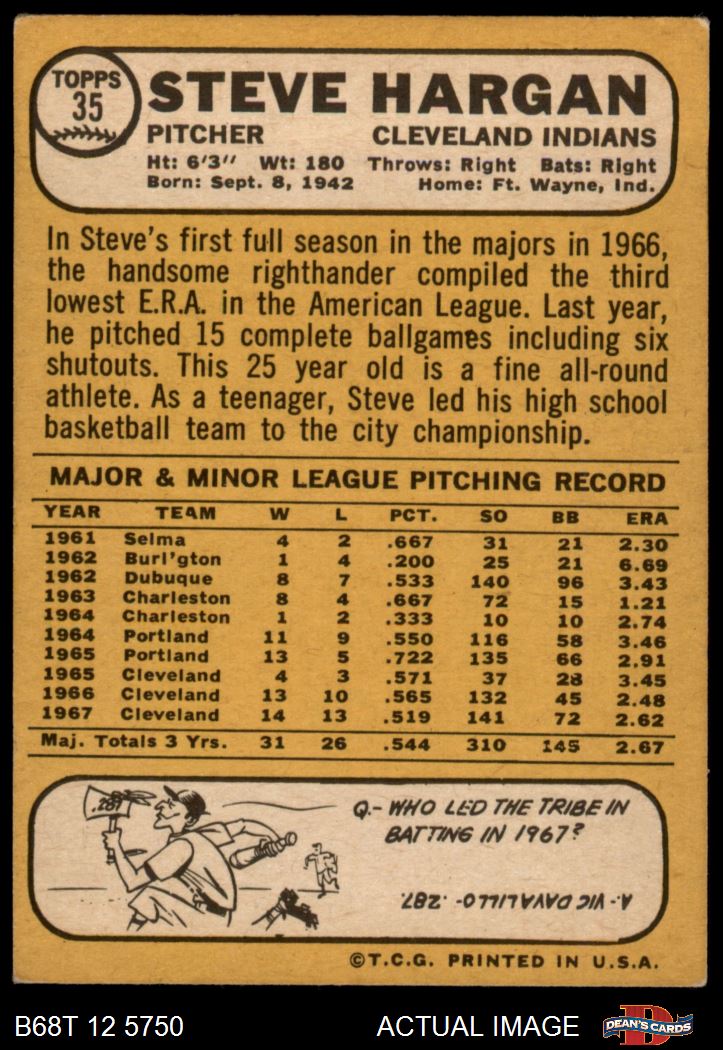 TOPPS
35
STEVE HARGAN
PITCHER CLEVELAND INDIANS
Ht: 6'3'' Wt: 180 Throws: Right Bats: Right
Born: Sept. 8, 1942 Home: Ft. Wayne, Ind.
In Steve's first full season in the majors in 1966,
the handsome righthander compiled the third
lowest E.R.A. in the American League. Last year,
he pitched 15 complete ballgames including six
shutouts. This 25 year old is a fine all-round
athlete. As a teenager, Steve led his high school
basketball team to the city championship.
MAJOR & MINOR LEAGUE PITCHING RECORD
YEAR TEAM W L PCT. SO BB ERA
1961 Selma 4 2 .667 31 21 2.30
1962 Burl'gton 1 4 .200 25 21 6.69
1962 Dubuque 8 7 .533 140 96 3.43
1963 Charleston 8 4 .667 72 15 1.21
1964 Charleston 1 2 .333 10 10 2.74
1964 Portland 11 9 .550 116 58 3.46
1965 Portland 13 5 .722 135 66 2.91
1965 Cleveland 4 3 .571 37 28 3.45
1966 Cleveland 13 10 .565 132 45 2.48
1967 Cleveland 14 13 .519 141 72 2.62
Maj. Totals 3 Yrs. 31 26 .544 310 145 2.67
.287
Q.- WHO LED THE TRIBE IN
BATTING IN 1967?
A.- VIC DAVALILLO - .287.
©T.C.G. PRINTED IN U.S.A.
B68T 12 5750 ACTUAL IMAGE DEAN'S CARDS